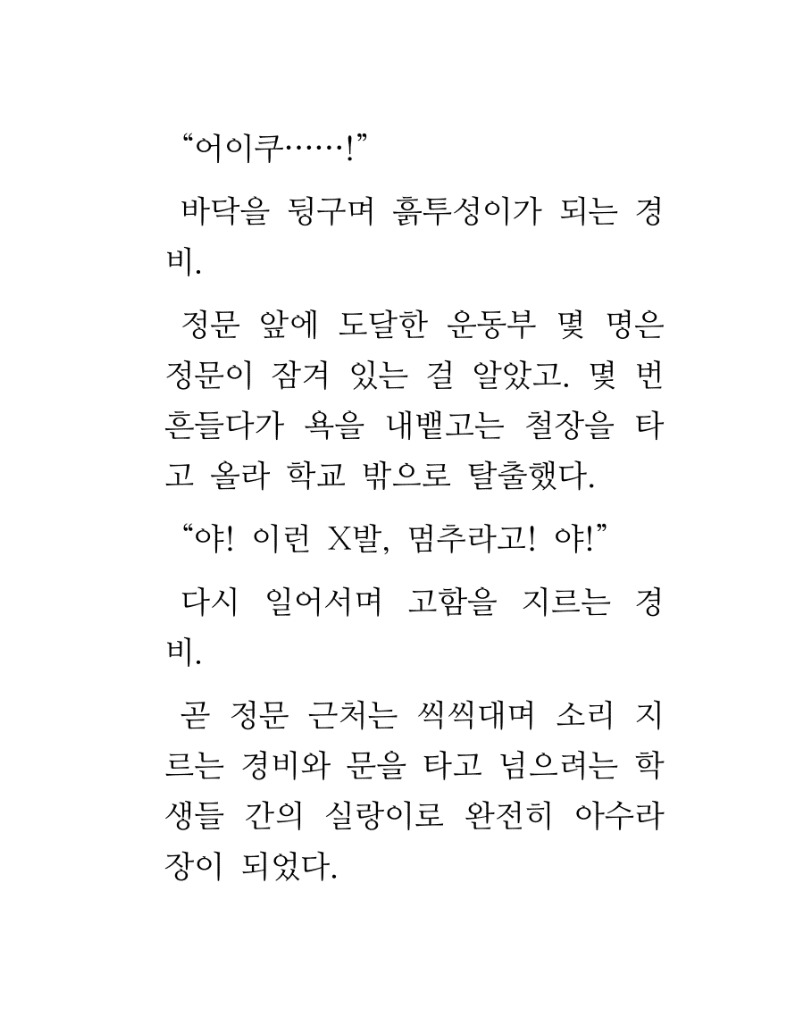 “어이쿠……!”
바닥을 뒹구며 흙투성이가 되는 경
비.
정문 앞에 도달한 운동부 몇 명은
정문이 잠겨 있는 걸 알았고. 몇 번
흔들다가 욕을 내뱉고는 철장을 타
고 올라 학교 밖으로 탈출했다.
“야! 이런 X발, 멈추라고! 야!”
다시 일어서며 고함을 지르는 경
비.
곧 정문 근처는 씩씩대며 소리 지
르는 경비와 문을 타고 넘으려는 학
생들 간의 실랑이로 완전히 아수라
장이 되었다.